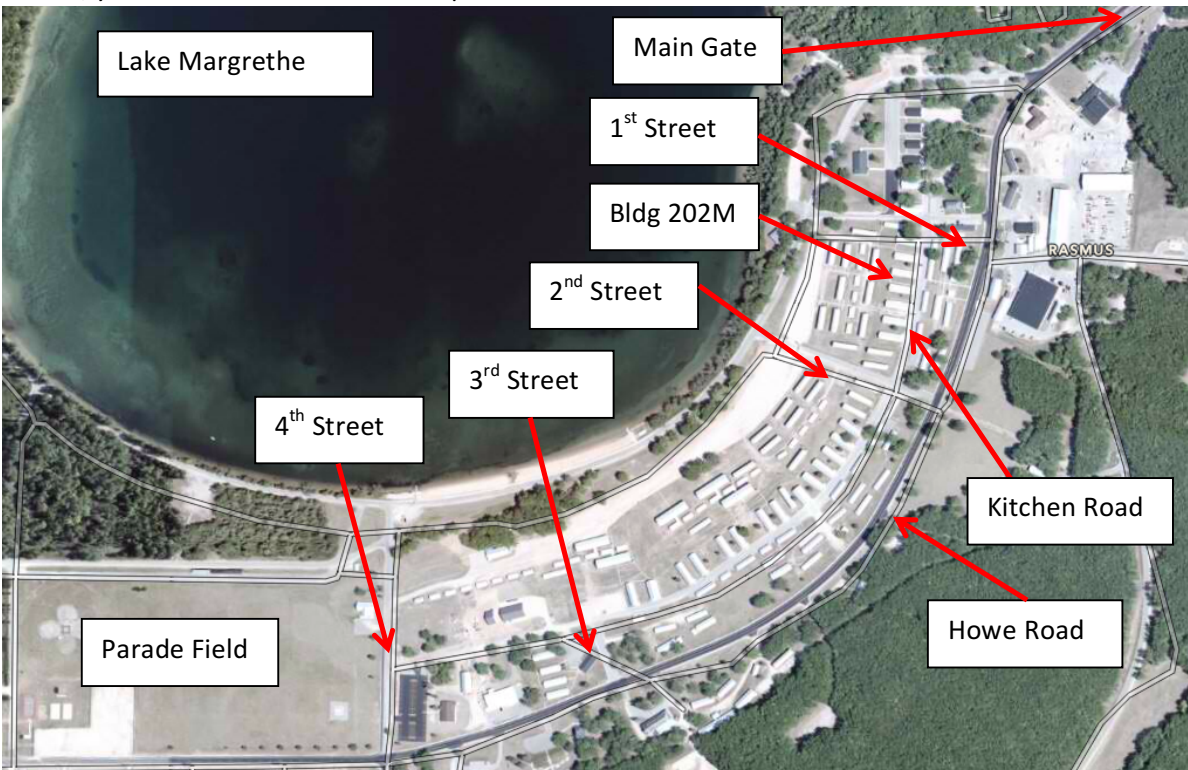 Lake Margrethe
Main Gate
1st Street
Bldg 202M
RASMUS
2nd Street
3rd Street
4th Street
Kitchen Road
Howe Road
Parade Field